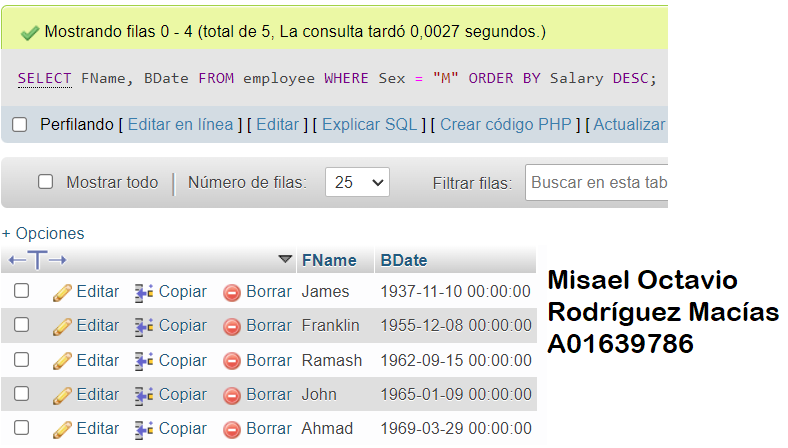 Mostrando filas 0 - 4 (total de 5, La consulta tardó 0,0027 segundos.)
SELECT FName, BDate FROM employee WHERE Sex = "M" ORDER BY Salary DESC;
Perfilando [ Editar en línea ] [ Editar ] [ Explicar SQL ] [ Crear código PHP ] [ Actualizar
Mostrar todo Número de filas: 25 Filtrar filas: Buscar en esta tab
+ Opciones
←T→ FName BDate
Editar Copiar Borrar James 1937-11-10 00:00:00
Editar Copiar Borrar Franklin 1955-12-08 00:00:00
Editar Copiar Borrar Ramash 1962-09-15 00:00:00
Editar Copiar Borrar John 1965-01-09 00:00:00
Editar Copiar Borrar Ahmad 1969-03-29 00:00:00
Misael Octavio
Rodríguez Macías
A01639786